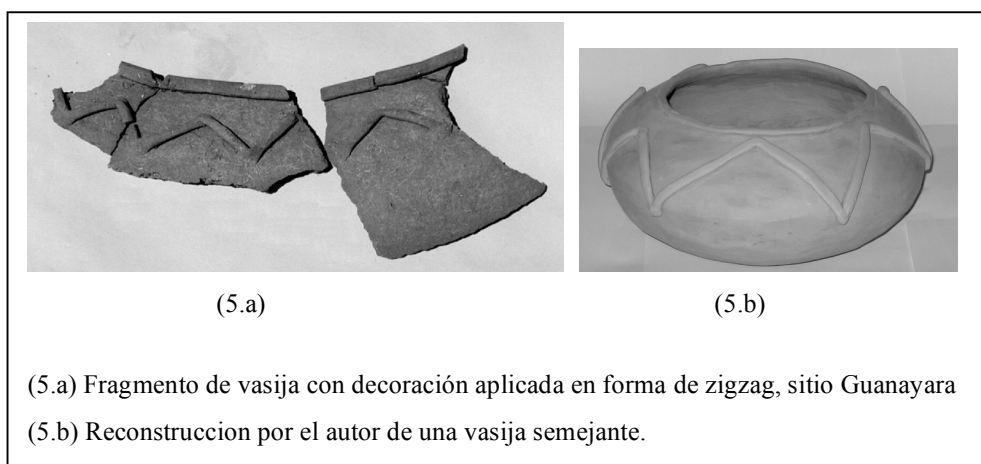 (5.a) (5.b)
(5.a) Fragmento de vasija con decoración aplicada en forma de zigzag, sitio Guanayara
(5.b) Reconstruccion por el autor de una vasija semejante.